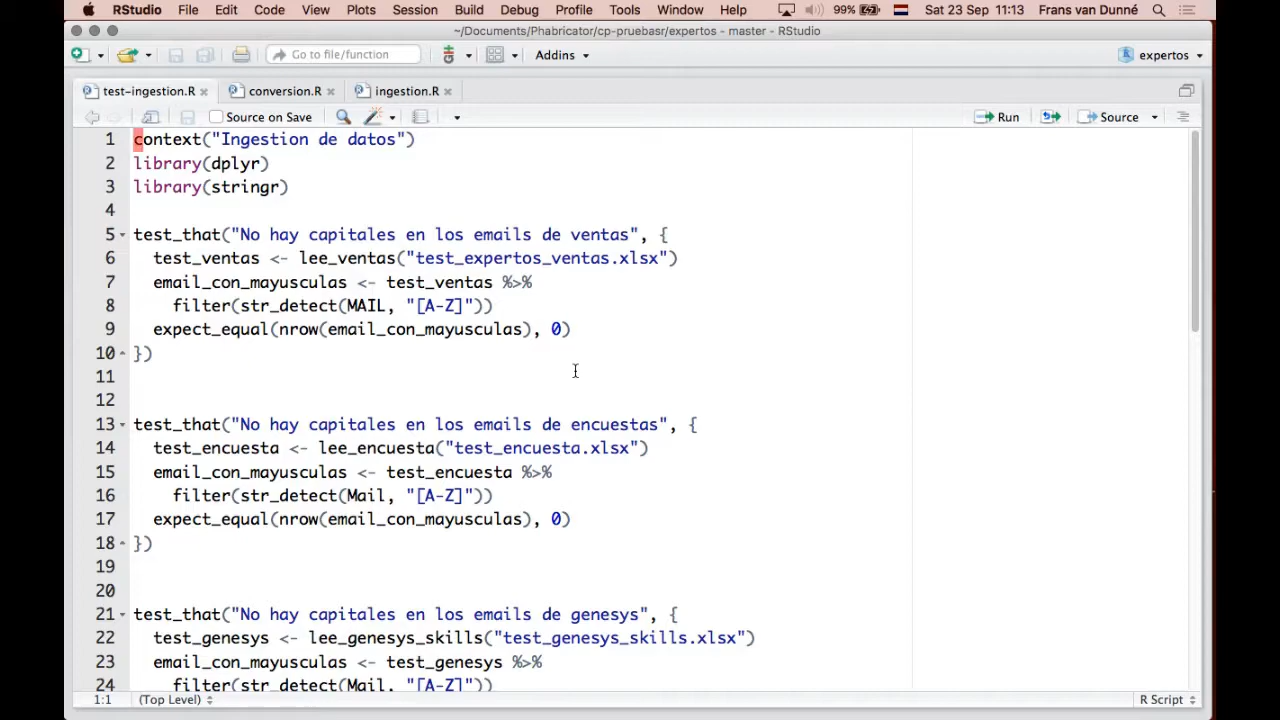 RStudio File Edit Code View Plots Session Build Debug Profile Tools Window Help 99% Sat 23 Sep 11:13 Frans van Dunné
~/Documents/Phabricator/cp-pruebasr/expertos - master - RStudio
Go to file/function Addins expertos
test-ingestion.R conversion.R ingestion.R
Source on Save Run Source
1 context("Ingestion de datos")
2 library(dplyr)
3 library(stringr)
4
5 test_that("No hay capitales en los emails de ventas", {
6 test_ventas <- lee_ventas("test_expertos_ventas.xlsx")
7 email_con_mayusculas <- test_ventas %>%
8 filter(str_detect(MAIL, "[A-Z]"))
9 expect_equal(nrow(email_con_mayusculas), 0)
10 })
11
12
13 test_that("No hay capitales en los emails de encuestas", {
14 test_encuesta <- lee_encuesta("test_encuesta.xlsx")
15 email_con_mayusculas <- test_encuesta %>%
16 filter(str_detect(Mail, "[A-Z]"))
17 expect_equal(nrow(email_con_mayusculas), 0)
18 })
19
20
21 test_that("No hay capitales en los emails de genesys", {
22 test_genesys <- lee_genesys_skills("test_genesys_skills.xlsx")
23 email_con_mayusculas <- test_genesys %>%
24 filter(str_detect(Mail, "[A-Z]"))
1:1 (Top Level) R Script